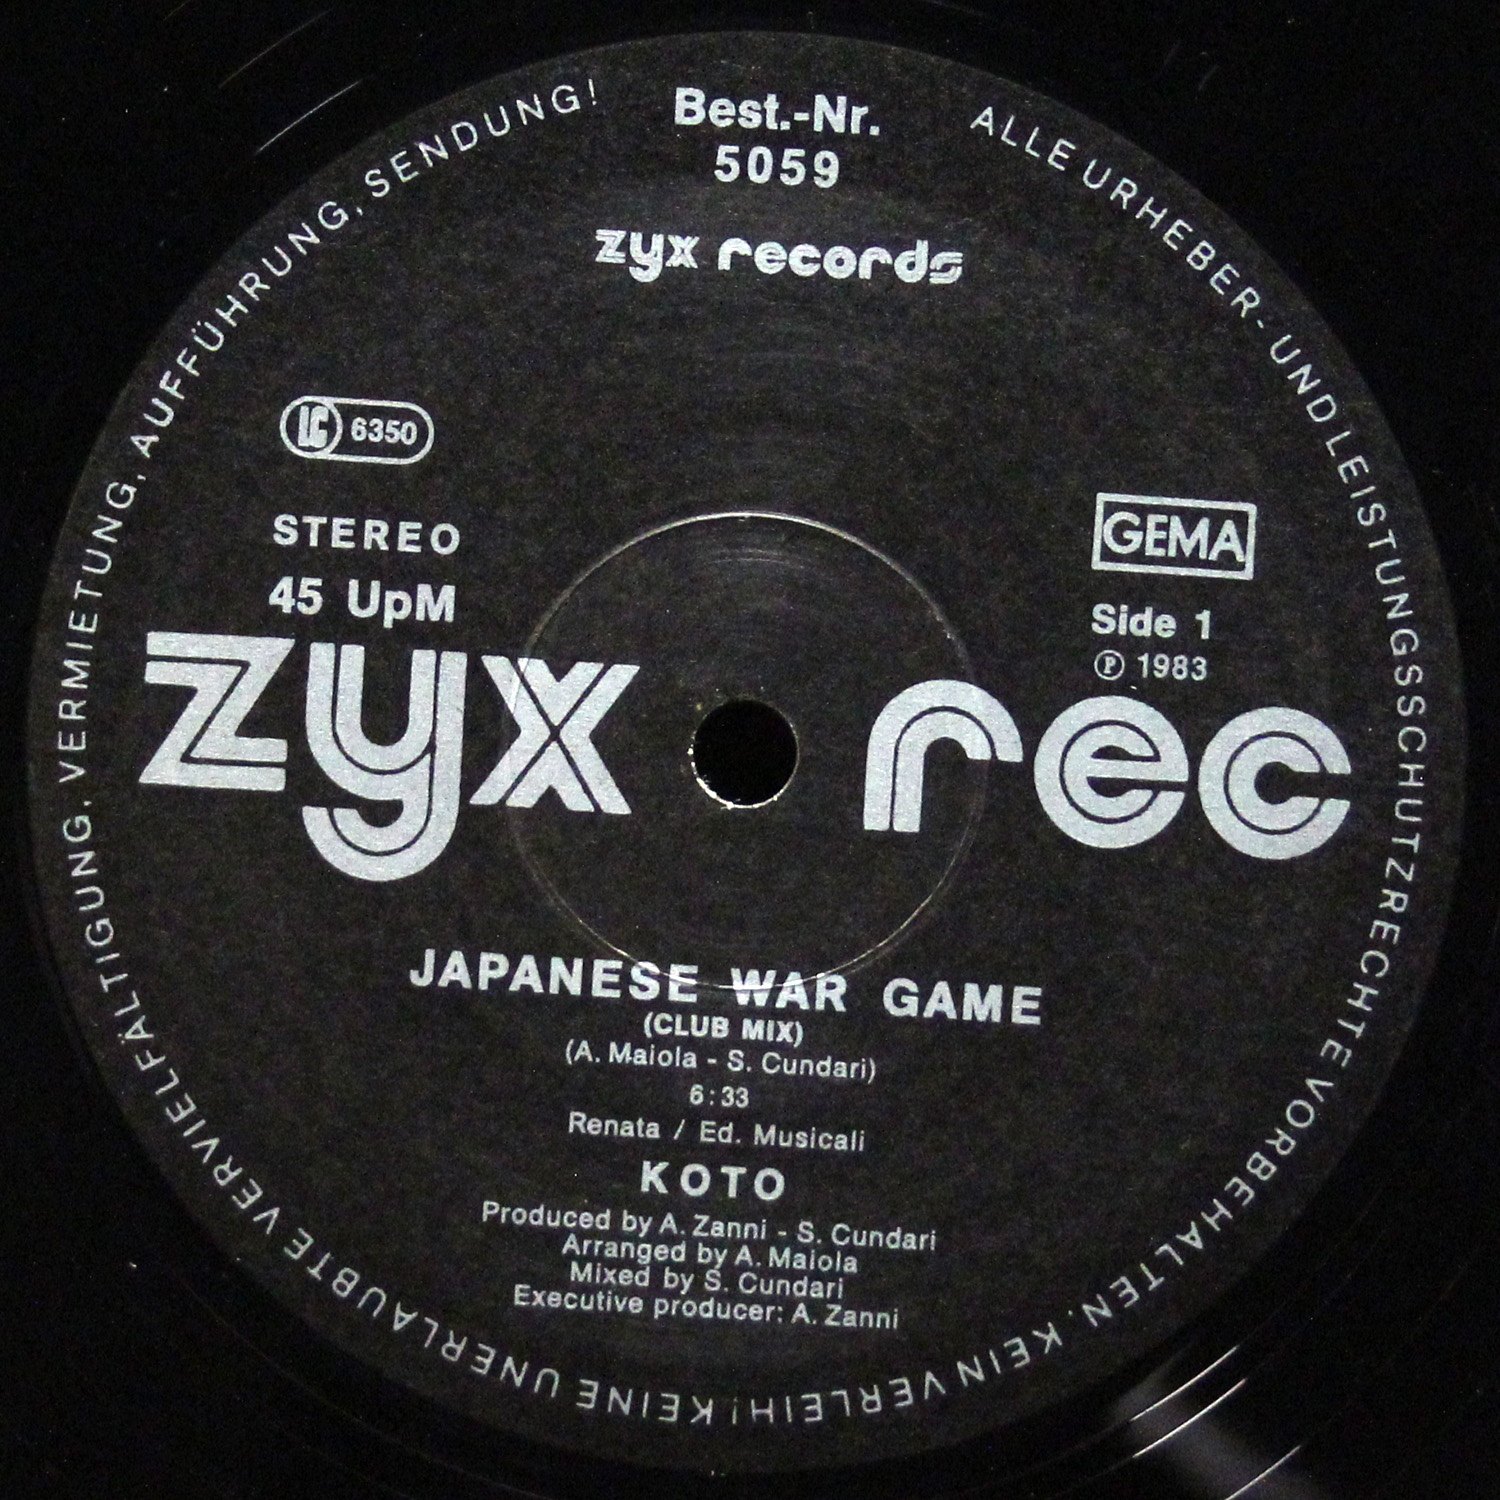 Best.-Nr.
5059
zyx records
LC 6350
STEREO
45 UpM
GEMA
Side 1
℗ 1983
zyx rec
JAPANESE WAR GAME
(CLUB MIX)
(A. Maiola - S. Cundari)
6:33
Renata / Ed. Musicali
KOTO
Produced by A. Zanni - S. Cundari
Arranged by A. Maiola
Mixed by S. Cundari
Executive producer: A. Zanni
ALLE URHEBER- UND LEISTUNGSSCHUTZRECHTE VORBEHALTEN. KEIN VERLEIH! KEINE UNERLAUBTE VERVIELFÄLTIGUNG, VERMIETUNG, AUFFÜHRUNG, SENDUNG!